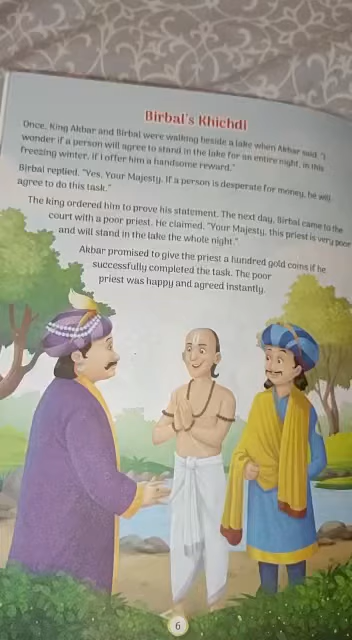 Birbal's Khichdi
Once, King Akbar and Birbal were walking beside a lake when Akbar said, "I
wonder if a person will agree to stand in the lake for an entire night, in this
freezing winter, if I offer him a handsome reward."
Birbal replied, "Yes, Your Majesty. If a person is desperate for money, he will
agree to do this task."
The king ordered him to prove his statement. The next day, Birbal came to the
court with a poor priest. He claimed, "Your Majesty, this priest is very poor
and will stand in the lake the whole night."
Akbar promised to give the priest a hundred gold coins if he
successfully completed the task. The poor
priest was happy and agreed instantly.
6